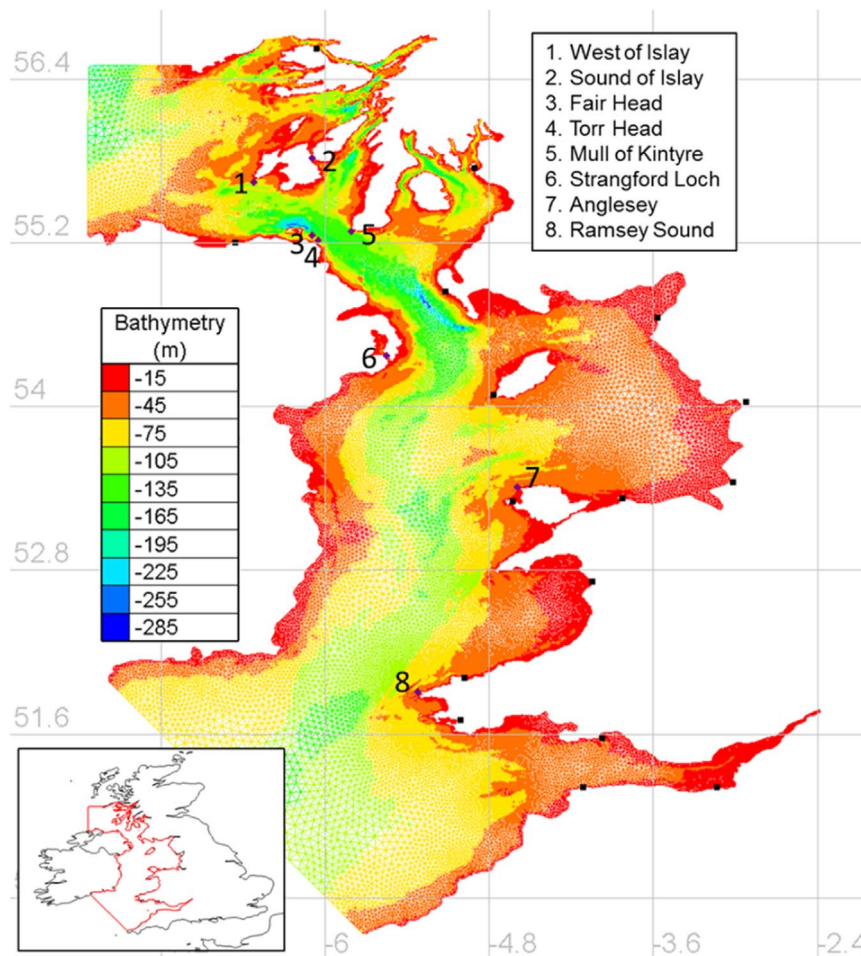 56.4
1. West of Islay
2. Sound of Islay
3. Fair Head
4. Torr Head
5. Mull of Kintyre
6. Strangford Loch
7. Anglesey
8. Ramsey Sound
2
1
55.2
3
5
4
Bathymetry
(m)
-15
-45
-75
-105
-135
-165
-195
-225
-255
-285
6
54
7
52.8
8
51.6
-6
-4.8
-3.6
-2.4